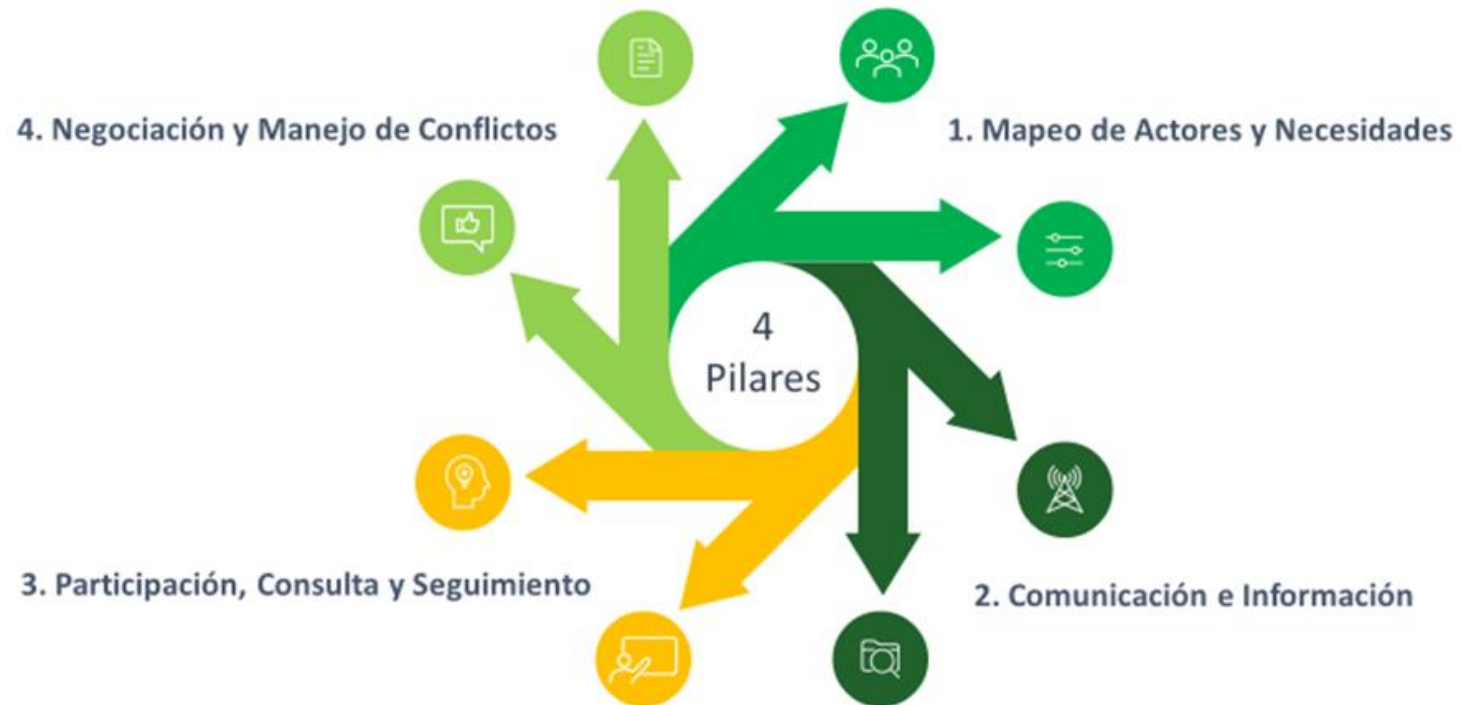 4. Negociación y Manejo de Conflictos
1. Mapeo de Actores y Necesidades
4
Pilares
3. Participación, Consulta y Seguimiento
2. Comunicación e Información